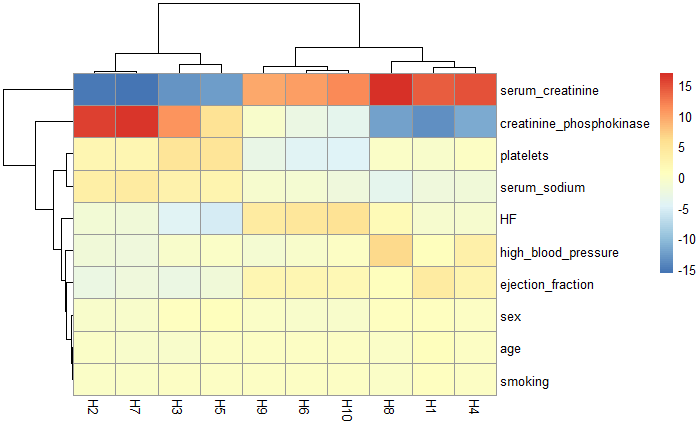 serum_creatinine
creatinine_phosphokinase
platelets
serum_sodium
HF
high_blood_pressure
ejection_fraction
sex
age
smoking
H2 H7 H3 H5 H9 H6 H10 H8 H1 H4
15
10
5
0
-5
-10
-15